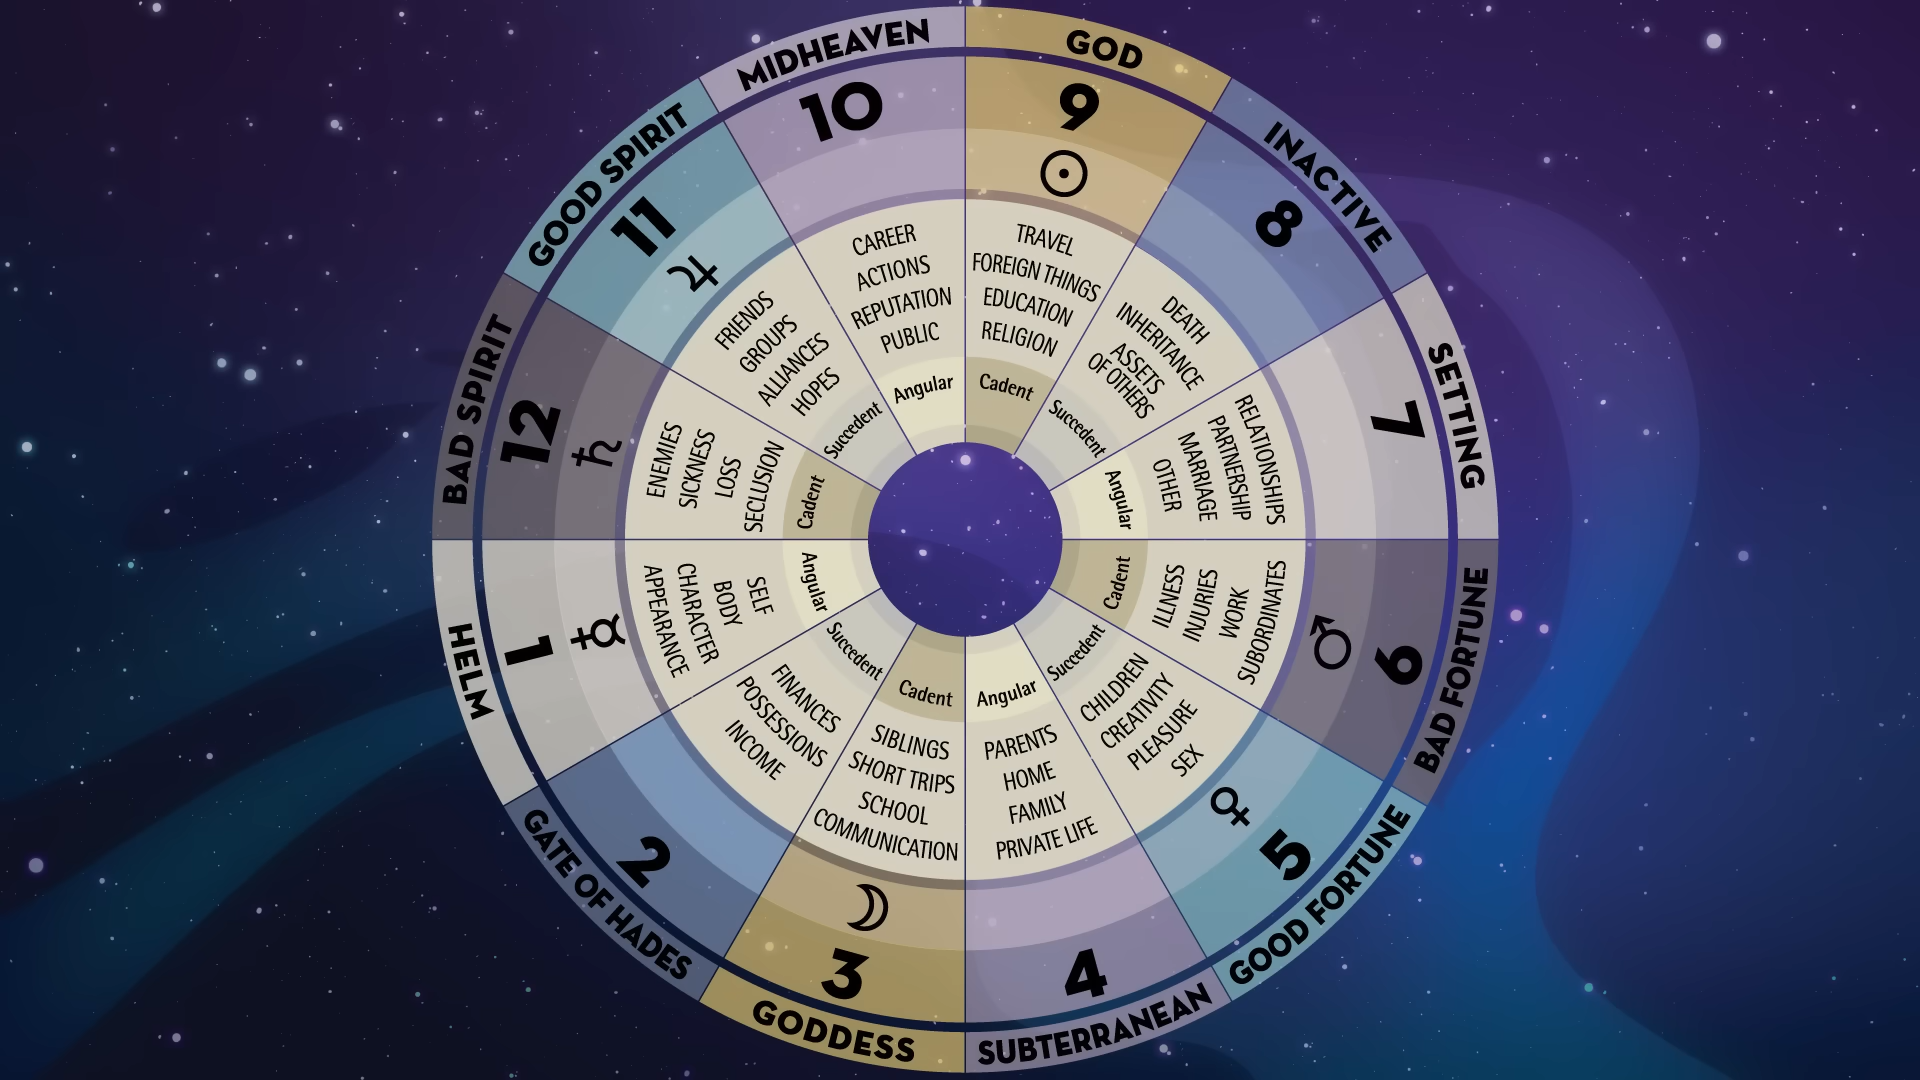 MIDHEAVEN
10
CAREER
ACTIONS
REPUTATION
PUBLIC
Angular
GOD
9
TRAVEL
FOREIGN THINGS
EDUCATION
RELIGION
Cadent
INACTIVE
8
DEATH
INHERITANCE
ASSETS
OF OTHERS
Succedent
SETTING
7
RELATIONSHIPS
PARTNERSHIP
MARRIAGE
OTHER
Angular
BAD FORTUNE
6
ILLNESS
INJURIES
WORK
SUBORDINATES
Cadent
GOOD FORTUNE
5
CHILDREN
CREATIVITY
PLEASURE
SEX
Succedent
SUBTERRANEAN
4
PARENTS
HOME
FAMILY
PRIVATE LIFE
Angular
GODDESS
3
SIBLINGS
SHORT TRIPS
SCHOOL
COMMUNICATION
Cadent
GATE OF HADES
2
FINANCES
POSSESSIONS
INCOME
Succedent
HELM
1
SELF
BODY
CHARACTER
APPEARANCE
Angular
BAD SPIRIT
12
ENEMIES
SICKNESS
LOSS
SECLUSION
Cadent
GOOD SPIRIT
11
FRIENDS
GROUPS
ALLIANCES
HOPES
Succedent